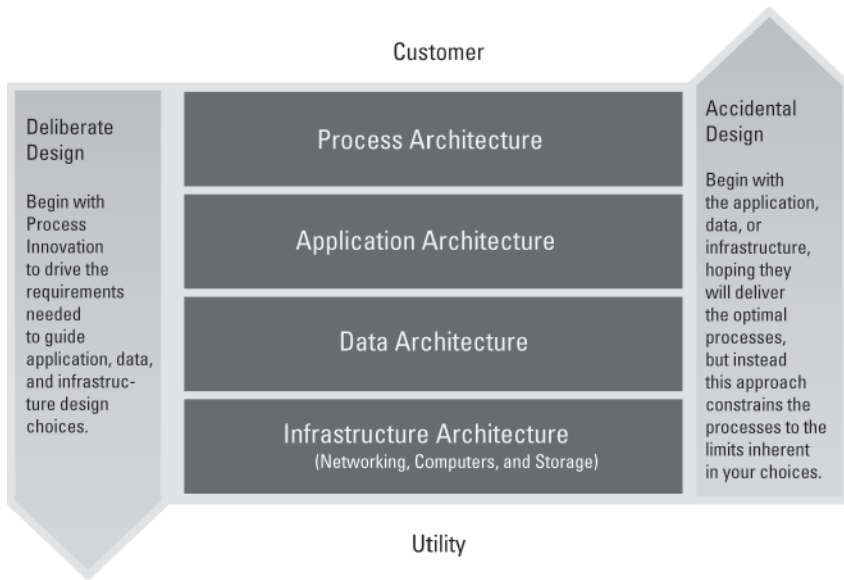 Customer
Deliberate
Design
Begin with
Process
Innovation
to drive the
requirements
needed
to guide
application, data,
and infrastruc-
ture design
choices.
Process Architecture
Application Architecture
Data Architecture
Infrastructure Architecture
(Networking, Computers, and Storage)
Accidental
Design
Begin with
the application,
data, or
infrastructure,
hoping they
will deliver
the optimal
processes,
but instead
this approach
constrains the
processes to the
limits inherent
in your choices.
Utility